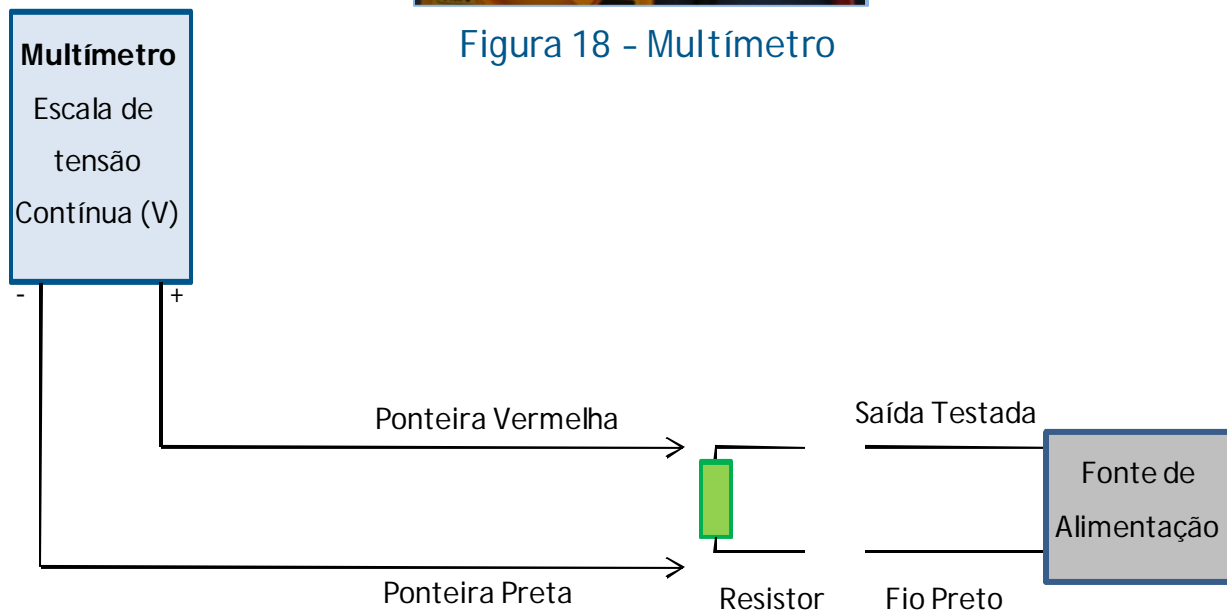 Figura 18 – Multímetro
Multímetro
Escala de
tensão
Contínua (V)
-
+
Ponteira Vermelha
Saída Testada
Fonte de
Alimentação
Ponteira Preta
Resistor
Fio Preto